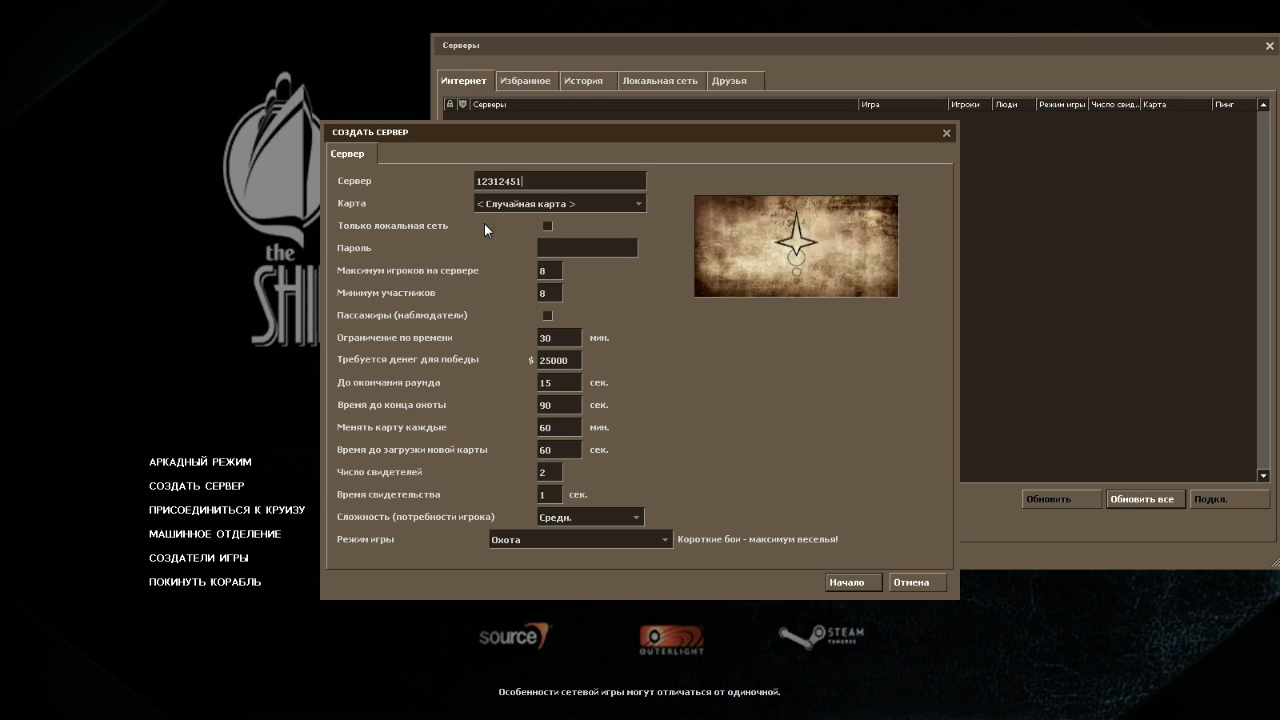 the
SHI
Серверы
Интернет
Избранное
История
Локальная сеть
Друзья
Серверы
Игра
Игроки
Люди
Режим игры
Число свид..
Карта
Пинг
СОЗДАТЬ СЕРВЕР
Сервер
Сервер 12312451
Карта < Случайная карта >
Только локальная сеть
Пароль
Максимум игроков на сервере 8
Минимум участников 8
Пассажиры (наблюдатели)
Ограничение по времени 30 мин.
Требуется денег для победы $ 25000
До окончания раунда 15 сек.
Время до конца охоты 90 сек.
Менять карту каждые 60 мин.
Время до загрузки новой карты 60 сек.
Число свидетелей 2
Время свидетельства 1 сек.
Сложность (потребности игрока) Средн.
Режим игры Охота Короткие бои - максимум веселья!
Начало
Отмена
Обновить
Обновить все
Подкл.
АРКАДНЫЙ РЕЖИМ
СОЗДАТЬ СЕРВЕР
ПРИСОЕДИНИТЬСЯ К КРУИЗУ
МАШИННОЕ ОТДЕЛЕНИЕ
СОЗДАТЕЛИ ИГРЫ
ПОКИНУТЬ КОРАБЛЬ
source
OUTERLIGHT
STEAM
POWERED
Особенности сетевой игры могут отличаться от одиночной.